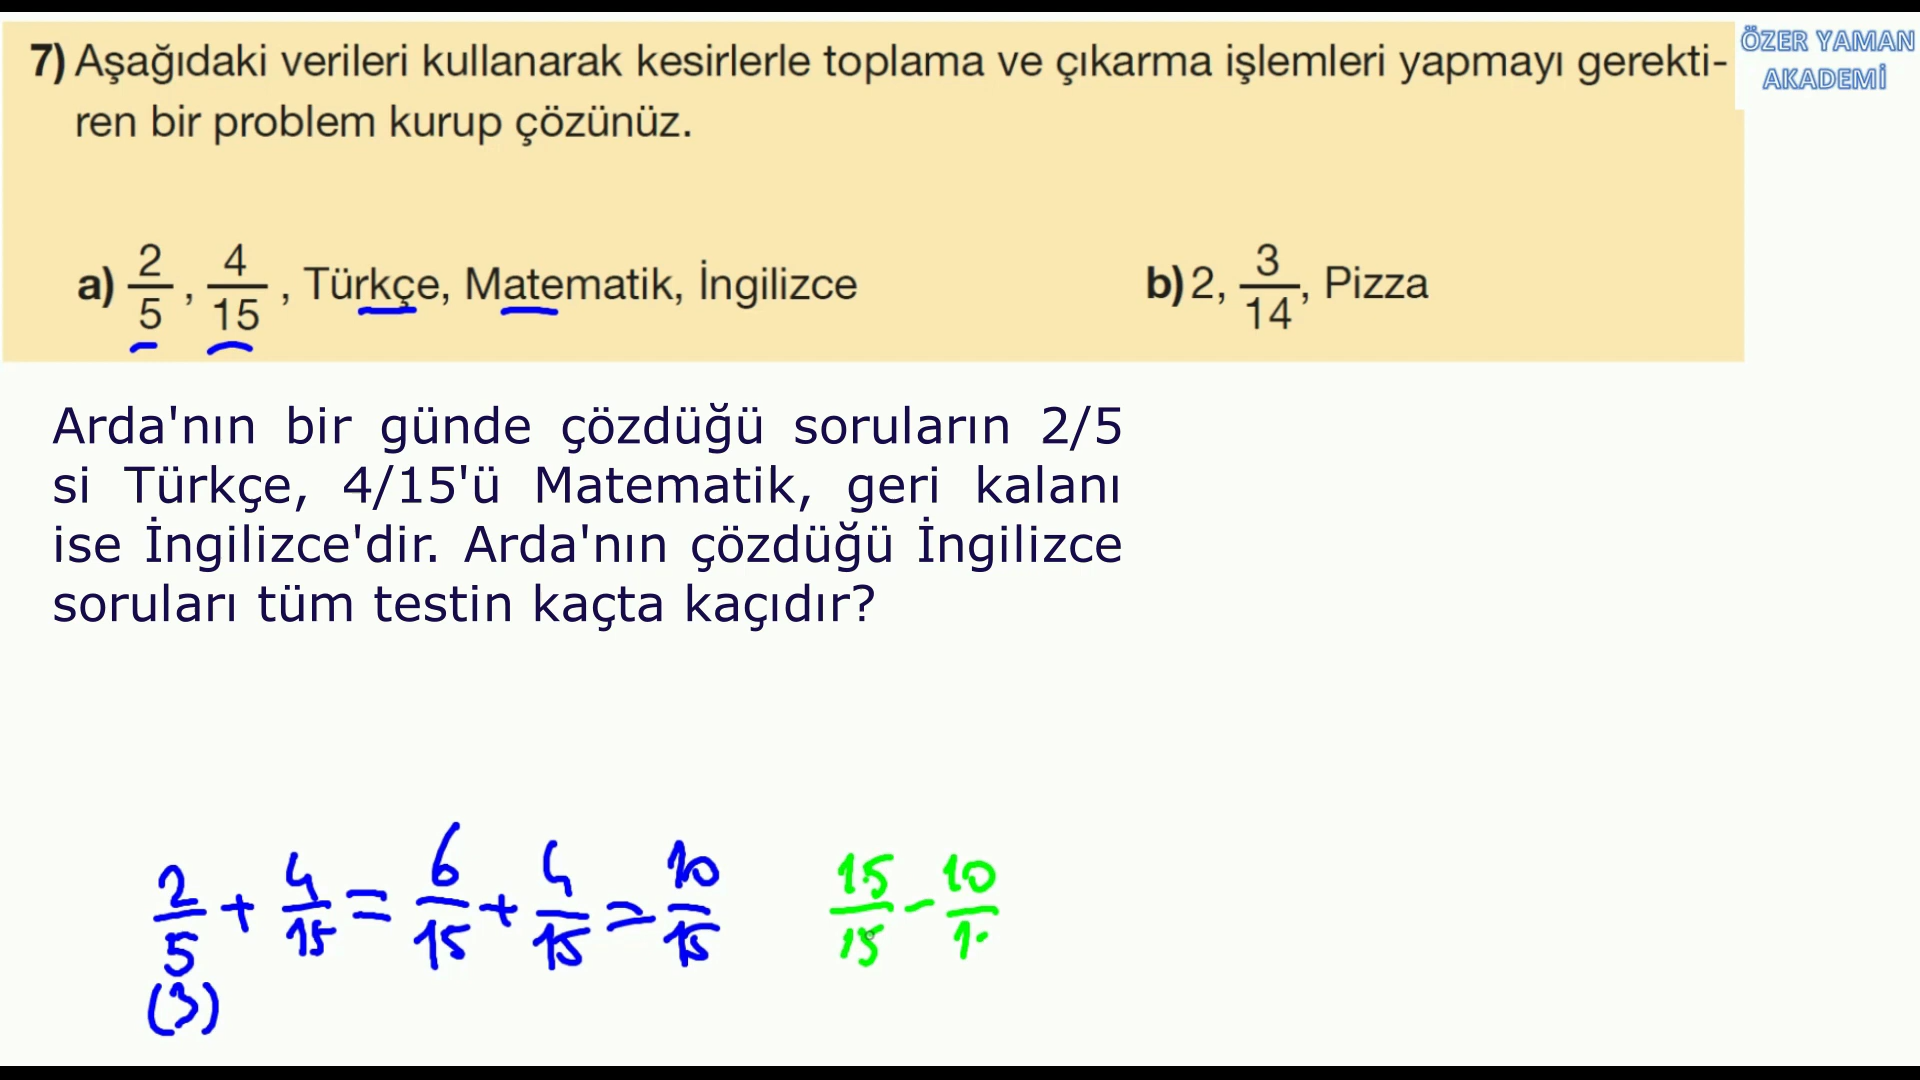 7) Aşağıdaki verileri kullanarak kesirlerle toplama ve çıkarma işlemleri yapmayı gerekti-
ren bir problem kurup çözünüz.
ÖZER YAMAN
AKADEMİ
a) 2/5, 4/15, Türkçe, Matematik, İngilizce
b) 2, 3/14, Pizza
Arda'nın bir günde çözdüğü soruların 2/5
si Türkçe, 4/15'ü Matematik, geri kalanı
ise İngilizce'dir. Arda'nın çözdüğü İngilizce
soruları tüm testin kaçta kaçıdır?
2/5 + 4/15 = 6/15 + 4/15 = 10/15
(3)
15/15 - 10/1